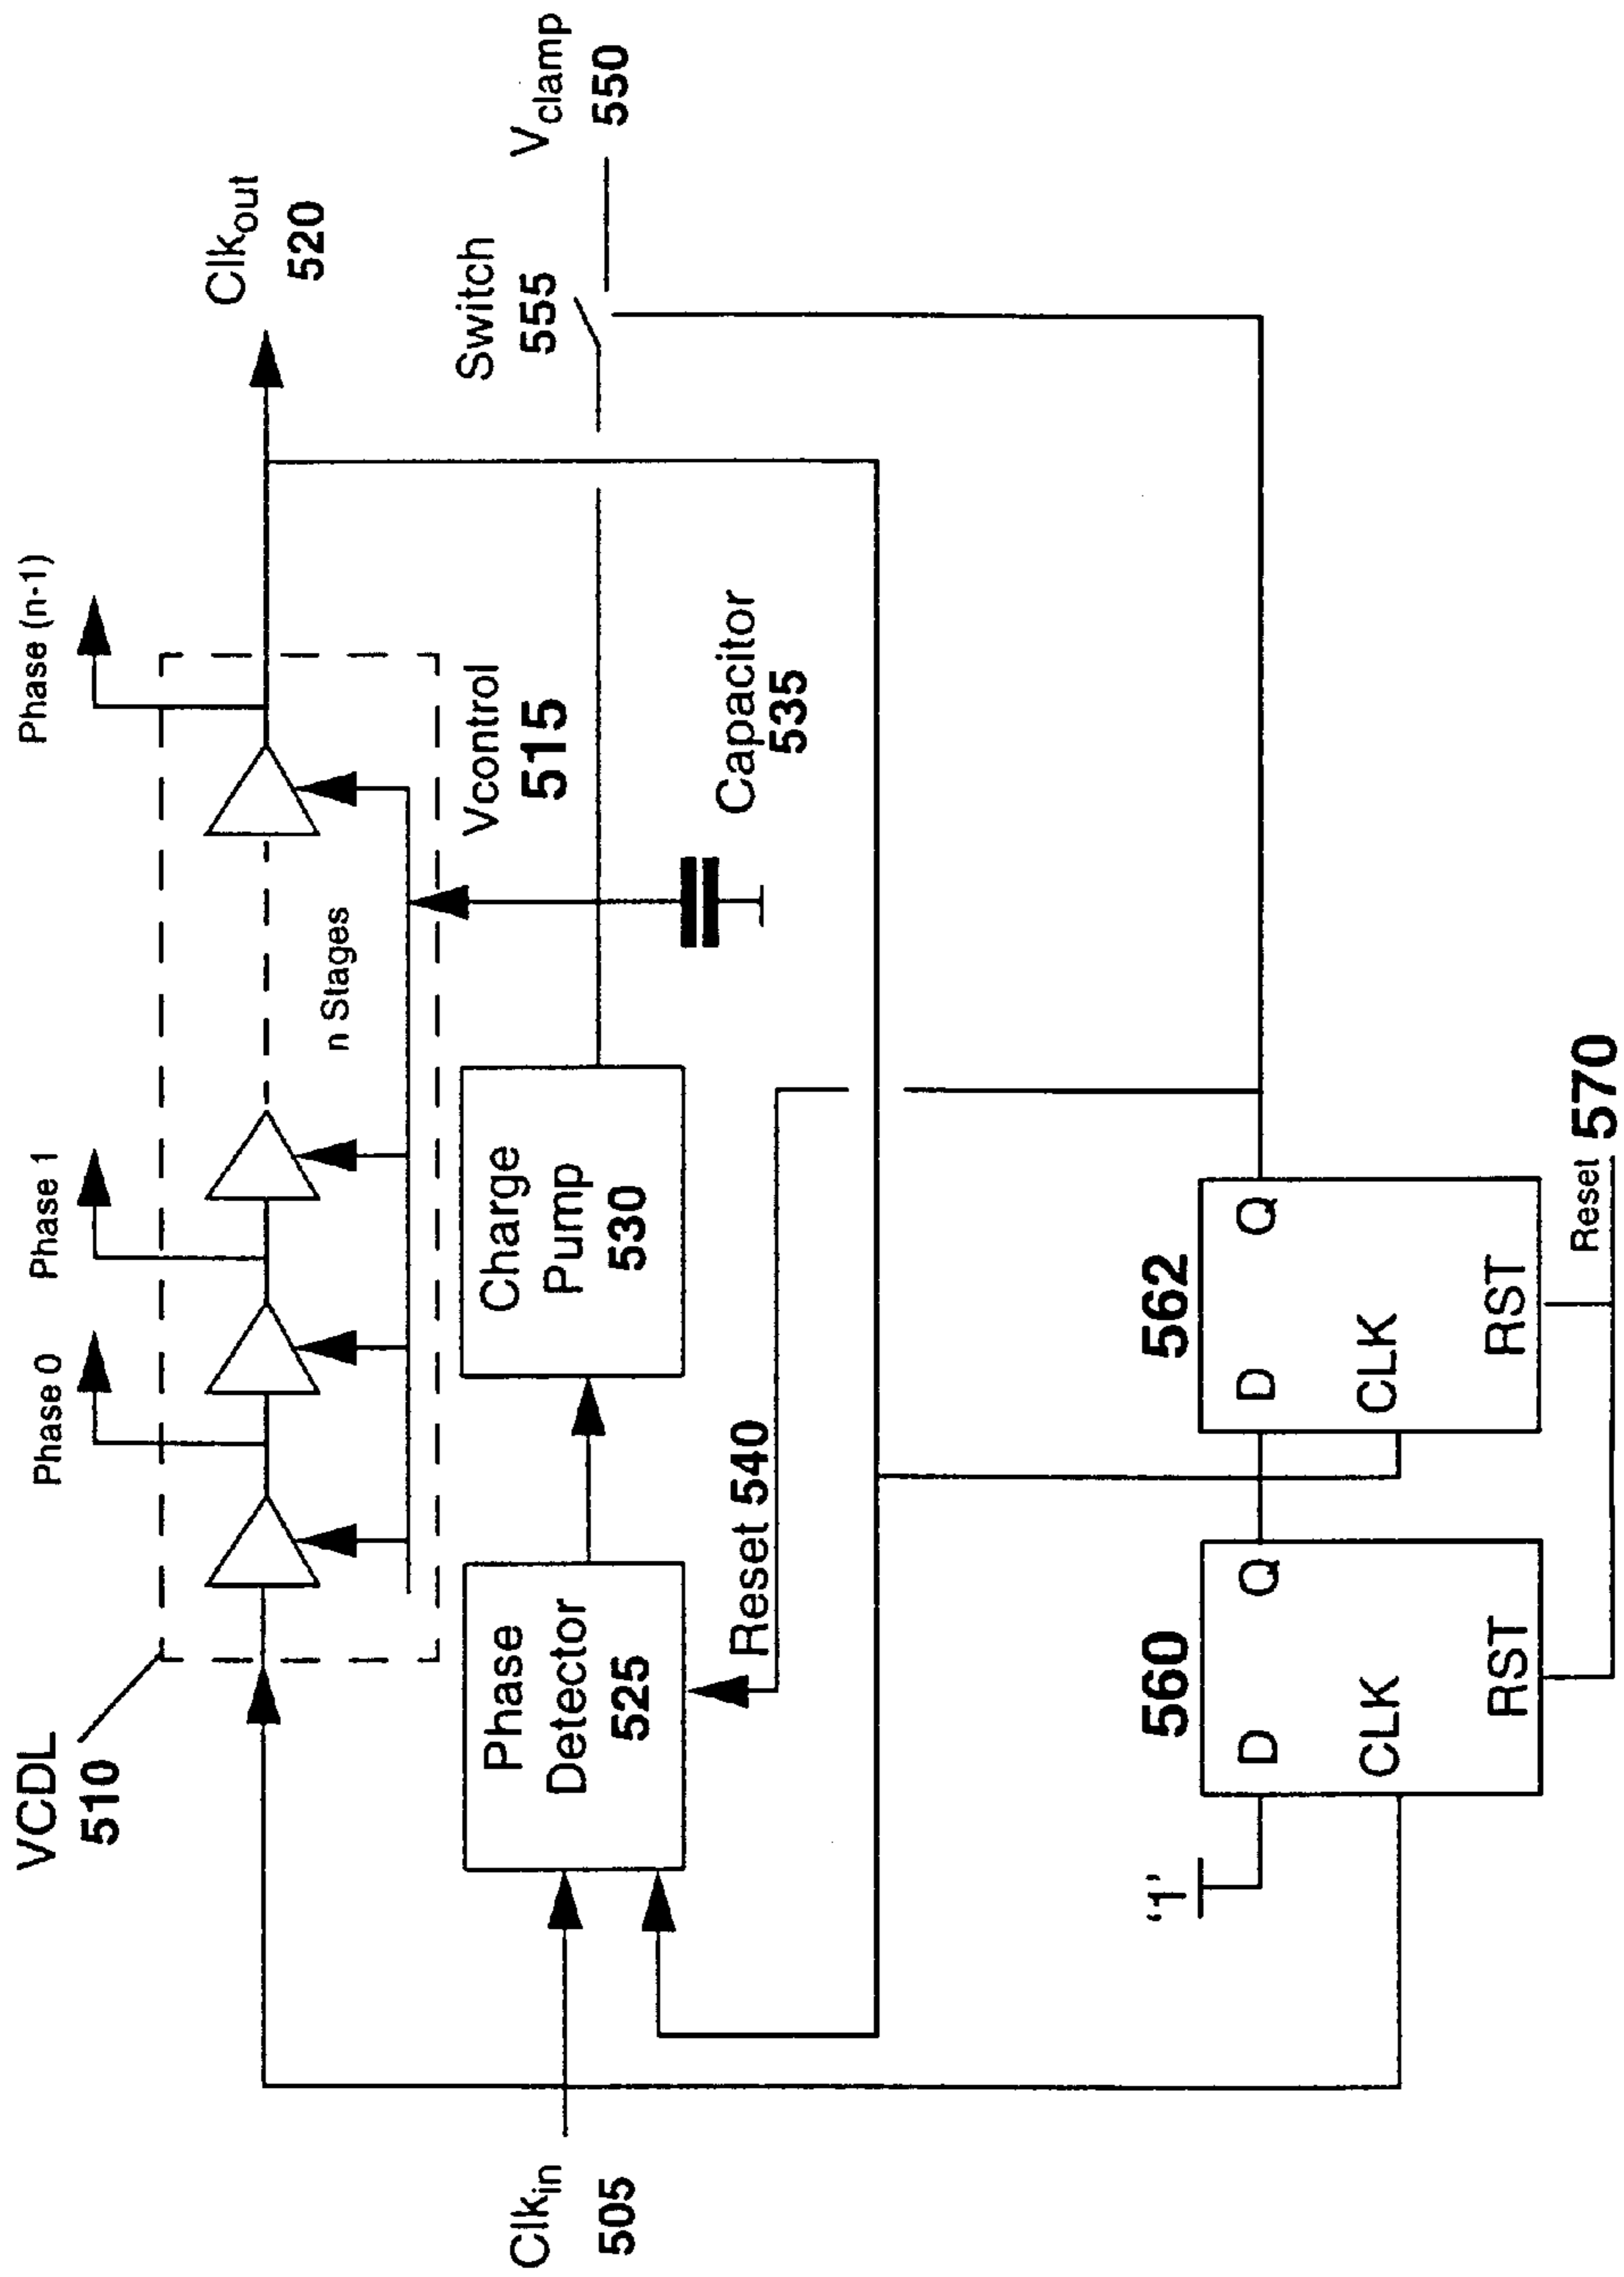 VCDL
510
Phase 0
Phase 1
Phase (n-1)
n Stages
Clkout
520
Vcontrol
515
Switch
555
Vclamp
550
Clkin
505
Phase
Detector
525
Charge
Pump
530
Capacitor
535
Reset 540
'1'
560
D
Q
CLK
RST
562
D
Q
CLK
RST
Reset 570